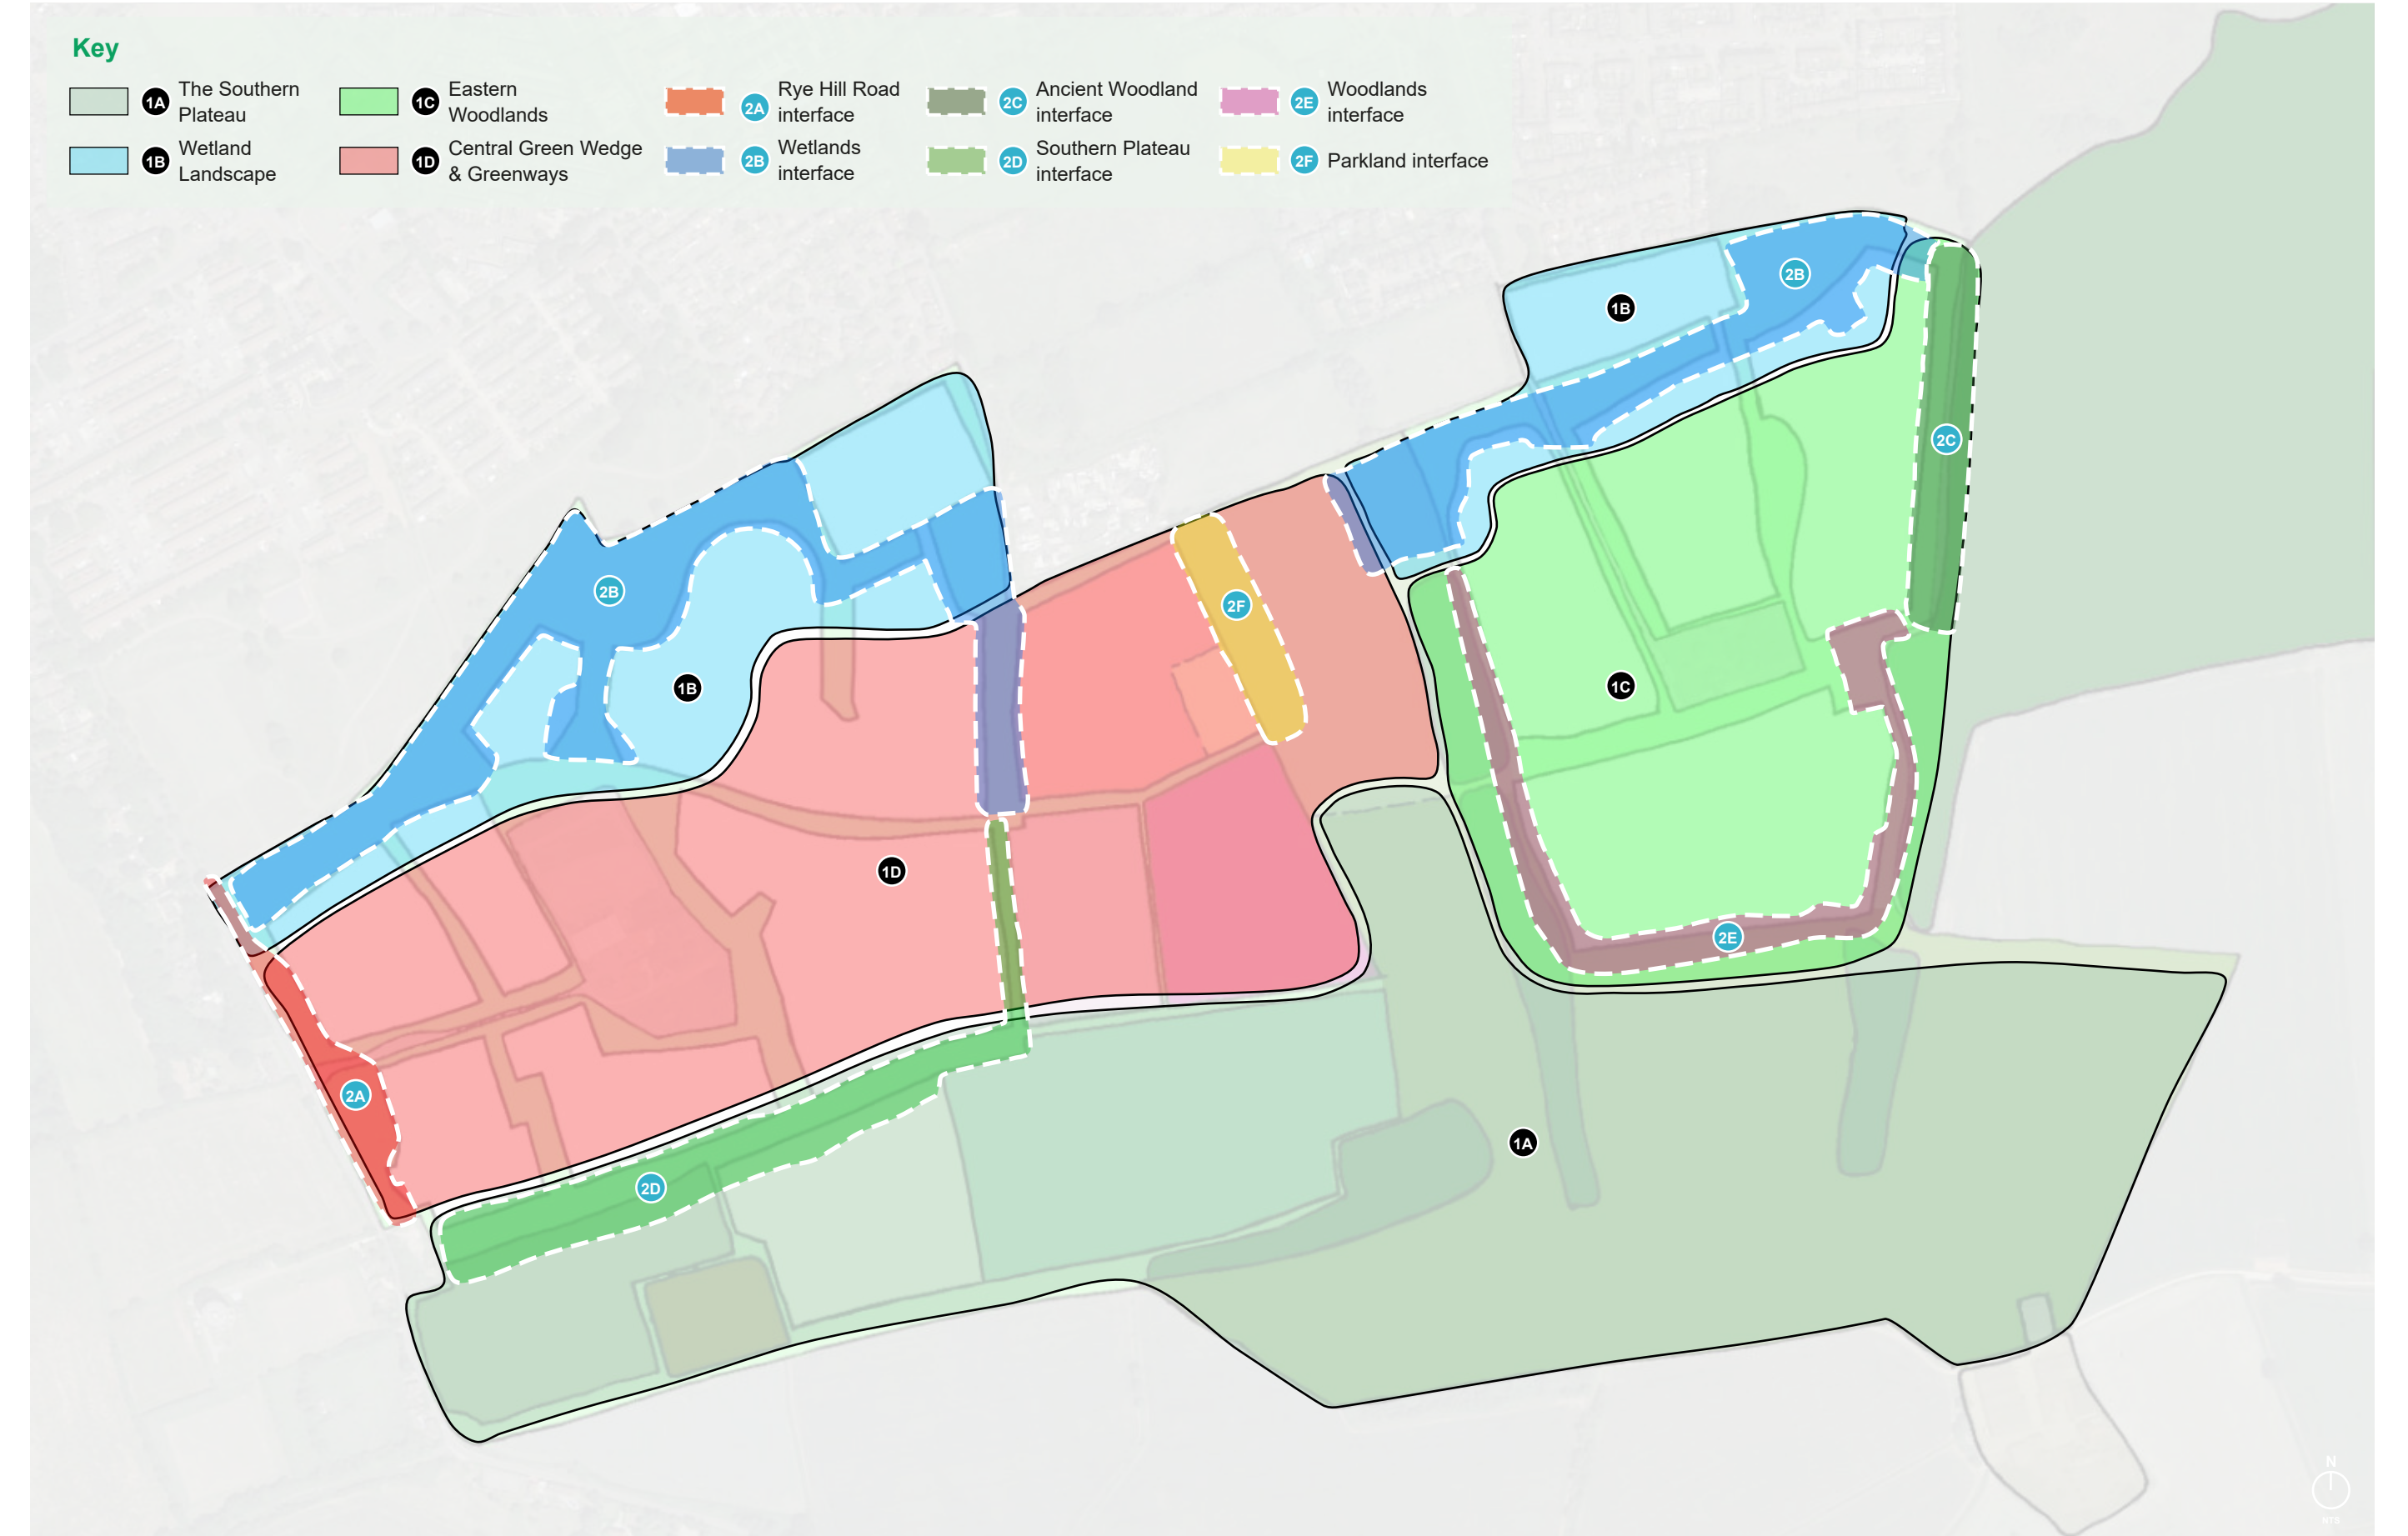 Key
1A The Southern Plateau
1B Wetland Landscape
1C Eastern Woodlands
1D Central Green Wedge & Greenways
2A Rye Hill Road interface
2B Wetlands interface
2C Ancient Woodland interface
2D Southern Plateau interface
2E Woodlands interface
2F Parkland interface
2B
1B
2C
2B
2F
1B
1C
1D
2E
2A
1A
2D
N
NTS